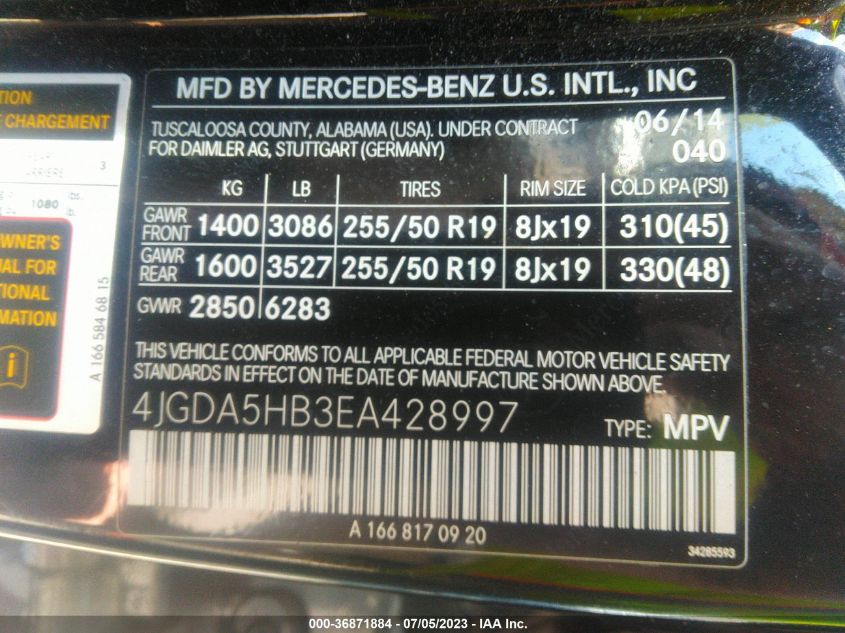 TION
CHARGEMENT
3
1080 lbs.
WNER'S
UAL FOR
TIONAL
RMATION
A 166 584 68 15
MFD BY MERCEDES-BENZ U.S. INTL., INC
TUSCALOOSA COUNTY, ALABAMA (USA). UNDER CONTRACT 06/14
FOR DAIMLER AG, STUTTGART (GERMANY) 040
KG LB TIRES RIM SIZE COLD KPA (PSI)
GAWR FRONT 1400 3086 255/50 R19 8Jx19 310(45)
GAWR REAR 1600 3527 255/50 R19 8Jx19 330(48)
GVWR 2850 6283
THIS VEHICLE CONFORMS TO ALL APPLICABLE FEDERAL MOTOR VEHICLE SAFETY
STANDARDS IN EFFECT ON THE DATE OF MANUFACTURE SHOWN ABOVE.
4JGDA5HB3EA428997 TYPE: MPV
A 166 817 09 20
34285593
000-36871884 / 07/05/2023 - IAA Inc.